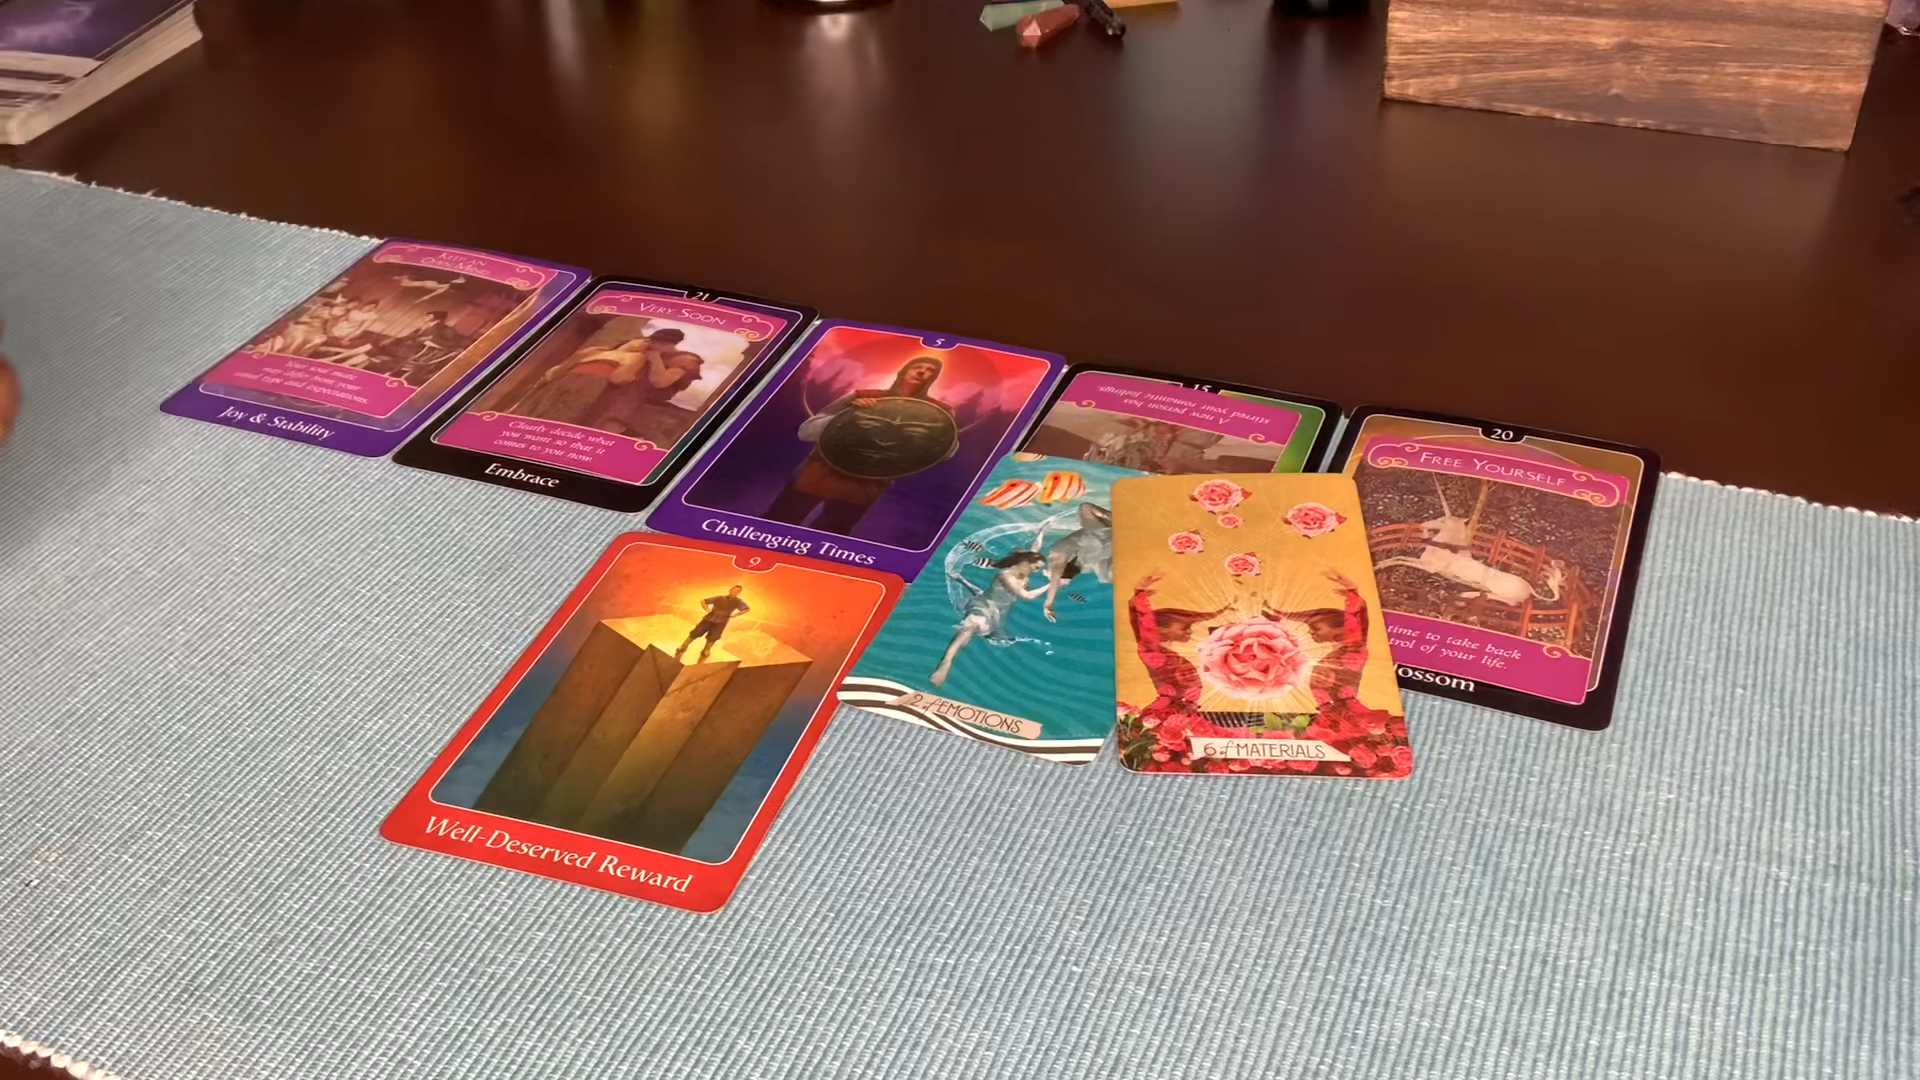 KEEP AN
OPEN MIND
Your soul mate
may differ from your
usual type and expectations.
Joy & Stability
21
VERY SOON
Clearly decide what
you want so that it
comes to you now.
Embrace
5
Challenging Times
15
A new person has
stirred your romantic feelings
20
FREE YOURSELF
time to take back
trol of your life.
ossom
9
Well-Deserved Reward
2 of EMOTIONS
6 of MATERIALS